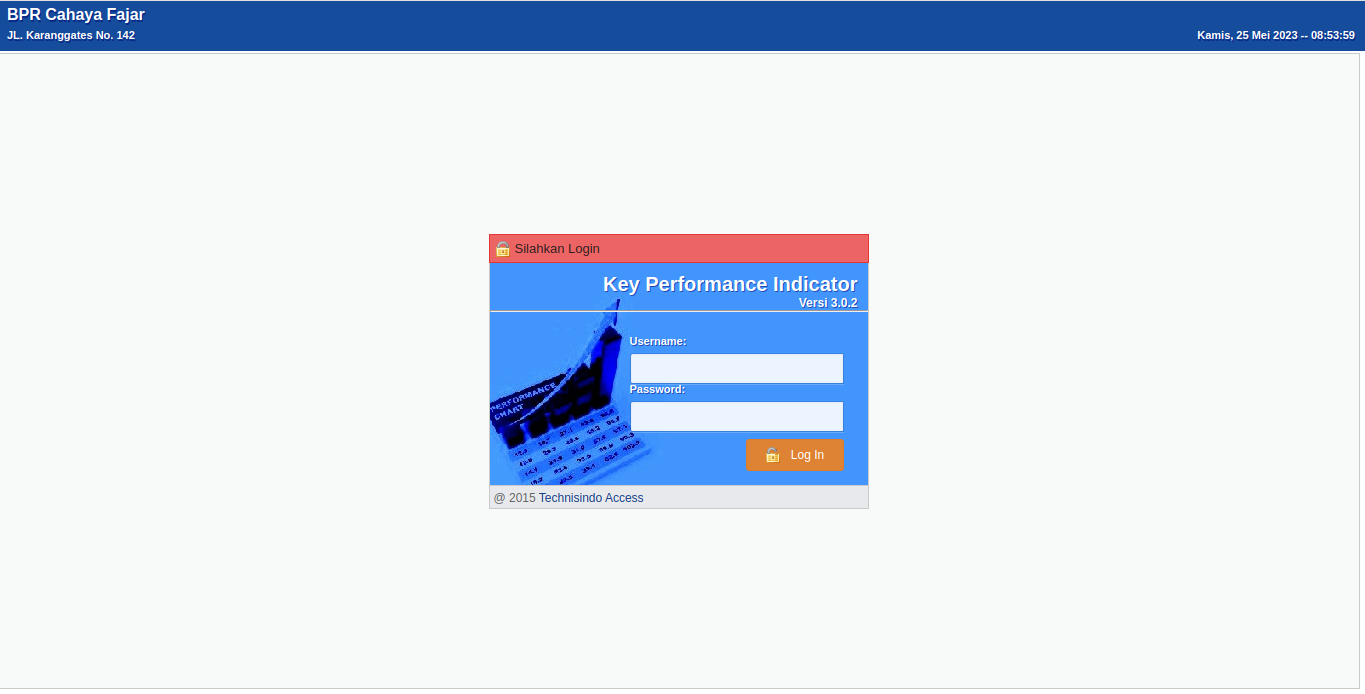 BPR Cahaya Fajar
JL. Karanggates No. 142
Kamis, 25 Mei 2023 -- 08:53:59
Silahkan Login
Key Performance Indicator
Versi 3.0.2
Username:
PERFORMANCE
CHART
Password:
Log In
@ 2015 Technisindo Access